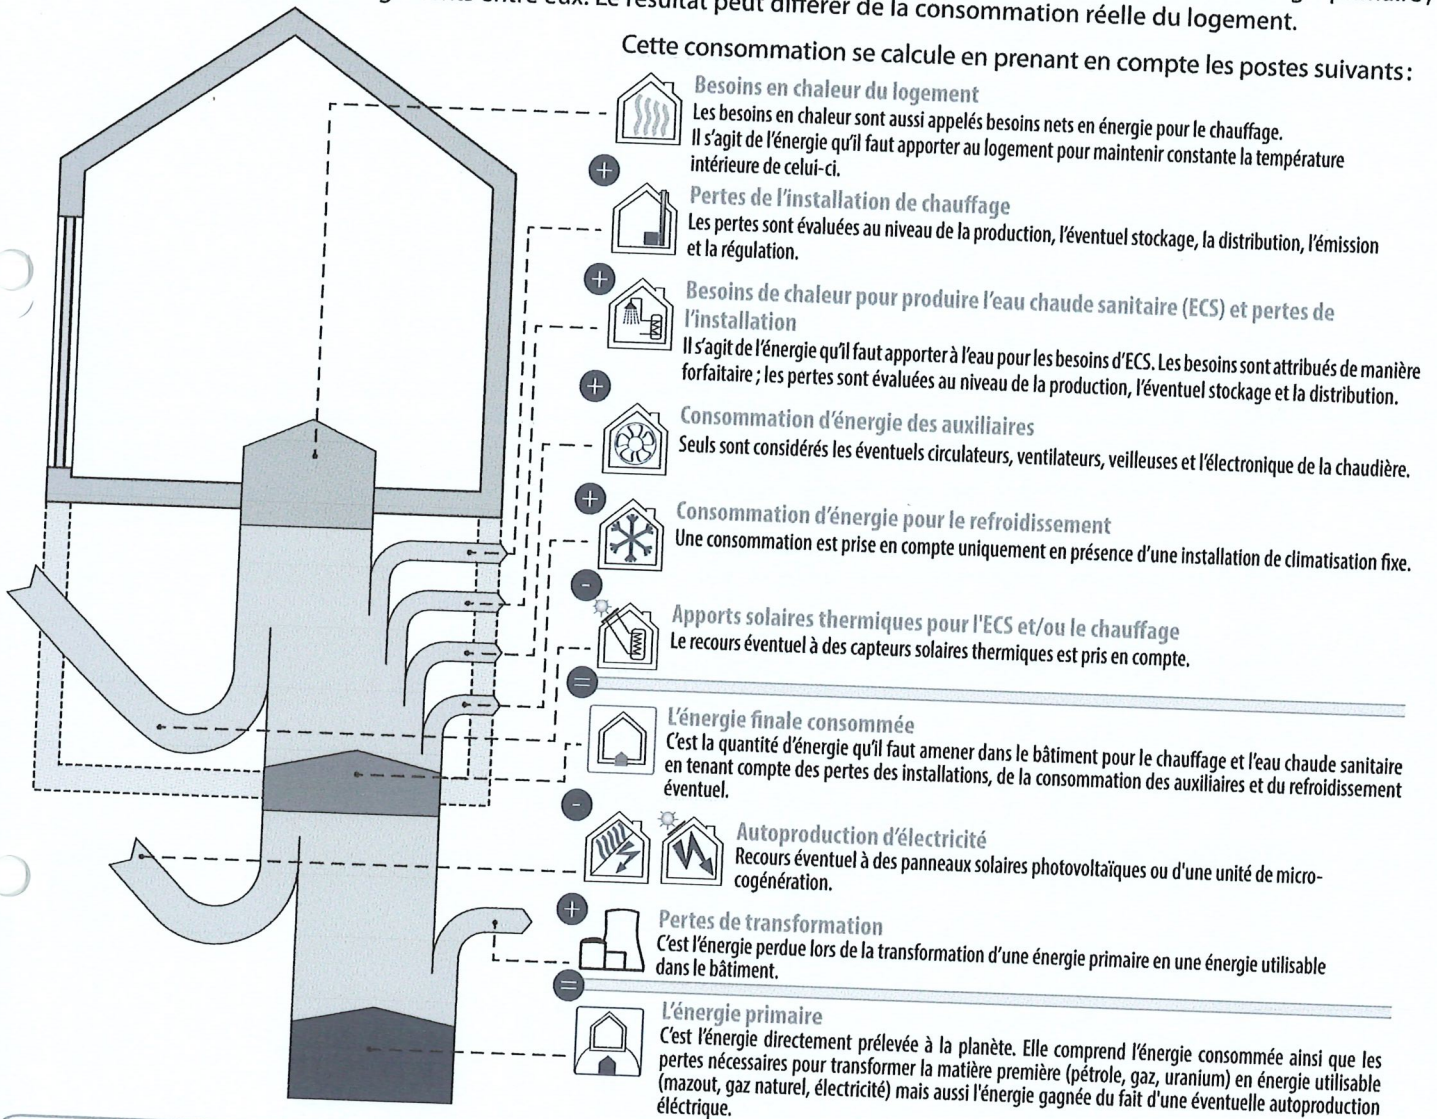 entre eux. Le résultat peut différer de la consommation réelle du logement.
Cette consommation se calcule en prenant en compte les postes suivants :
Besoins en chaleur du logement
Les besoins en chaleur sont aussi appelés besoins nets en énergie pour le chauffage.
Il s'agit de l'énergie qu'il faut apporter au logement pour maintenir constante la température
intérieure de celui-ci.
+
Pertes de l'installation de chauffage
Les pertes sont évaluées au niveau de la production, l'éventuel stockage, la distribution, l'émission
et la régulation.
+
Besoins de chaleur pour produire l'eau chaude sanitaire (ECS) et pertes de
l'installation
Il s'agit de l'énergie qu'il faut apporter à l'eau pour les besoins d'ECS. Les besoins sont attribués de manière
forfaitaire ; les pertes sont évaluées au niveau de la production, l'éventuel stockage et la distribution.
+
Consommation d'énergie des auxiliaires
Seuls sont considérés les éventuels circulateurs, ventilateurs, veilleuses et l'électronique de la chaudière.
+
Consommation d'énergie pour le refroidissement
Une consommation est prise en compte uniquement en présence d'une installation de climatisation fixe.
-
Apports solaires thermiques pour l'ECS et/ou le chauffage
Le recours éventuel à des capteurs solaires thermiques est pris en compte.
=
L'énergie finale consommée
C'est la quantité d'énergie qu'il faut amener dans le bâtiment pour le chauffage et l'eau chaude sanitaire
en tenant compte des pertes des installations, de la consommation des auxiliaires et du refroidissement
éventuel.
-
Autoproduction d'électricité
Recours éventuel à des panneaux solaires photovoltaïques ou d'une unité de micro-
cogénération.
+
Pertes de transformation
C'est l'énergie perdue lors de la transformation d'une énergie primaire en une énergie utilisable
dans le bâtiment.
=
L'énergie primaire
C'est l'énergie directement prélevée à la planète. Elle comprend l'énergie consommée ainsi que les
pertes nécessaires pour transformer la matière première (pétrole, gaz, uranium) en énergie utilisable
(mazout, gaz naturel, électricité) mais aussi l'énergie gagnée du fait d'une éventuelle autoproduction
éléctrique.